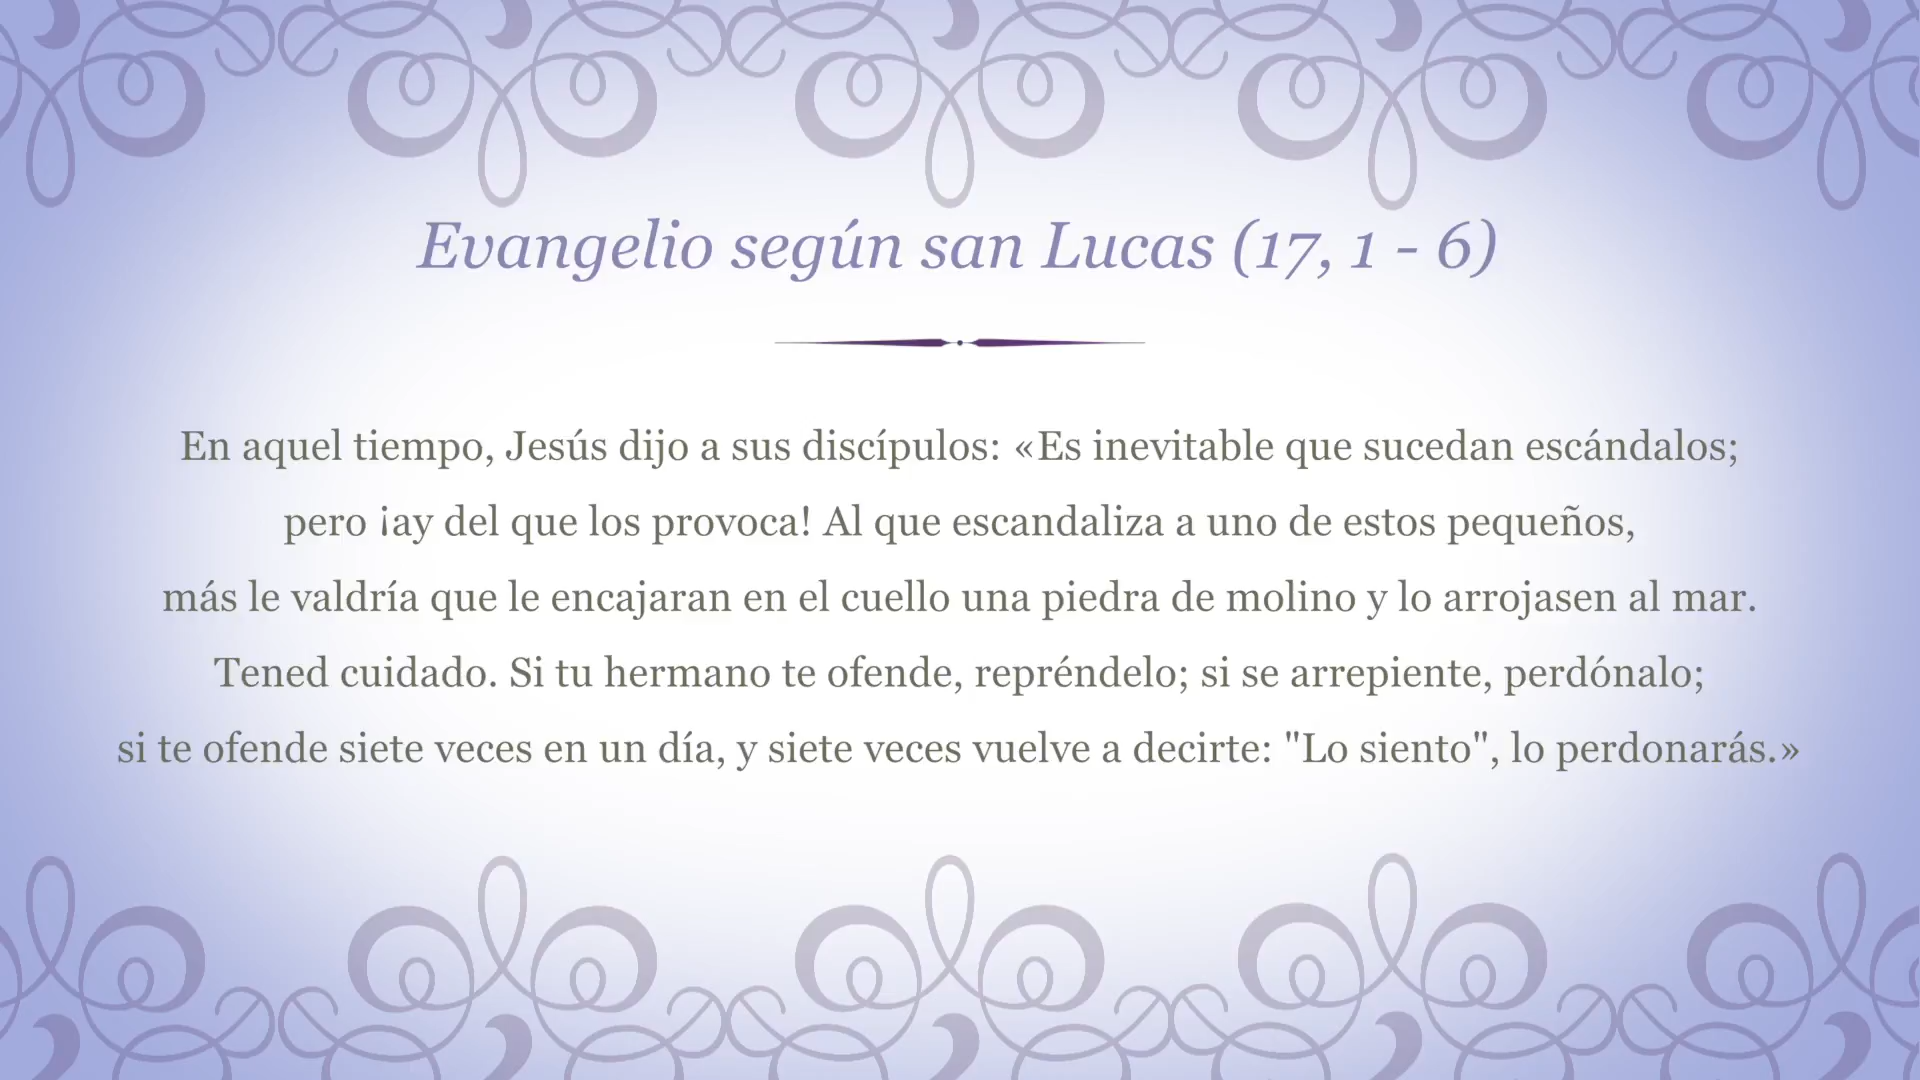 Evangelio según san Lucas (17, 1 - 6)
En aquel tiempo, Jesús dijo a sus discípulos: «Es inevitable que sucedan escándalos;
pero ¡ay del que los provoca! Al que escandaliza a uno de estos pequeños,
más le valdría que le encajaran en el cuello una piedra de molino y lo arrojasen al mar.
Tened cuidado. Si tu hermano te ofende, repréndelo; si se arrepiente, perdónalo;
si te ofende siete veces en un día, y siete veces vuelve a decirte: "Lo siento", lo perdonarás.»